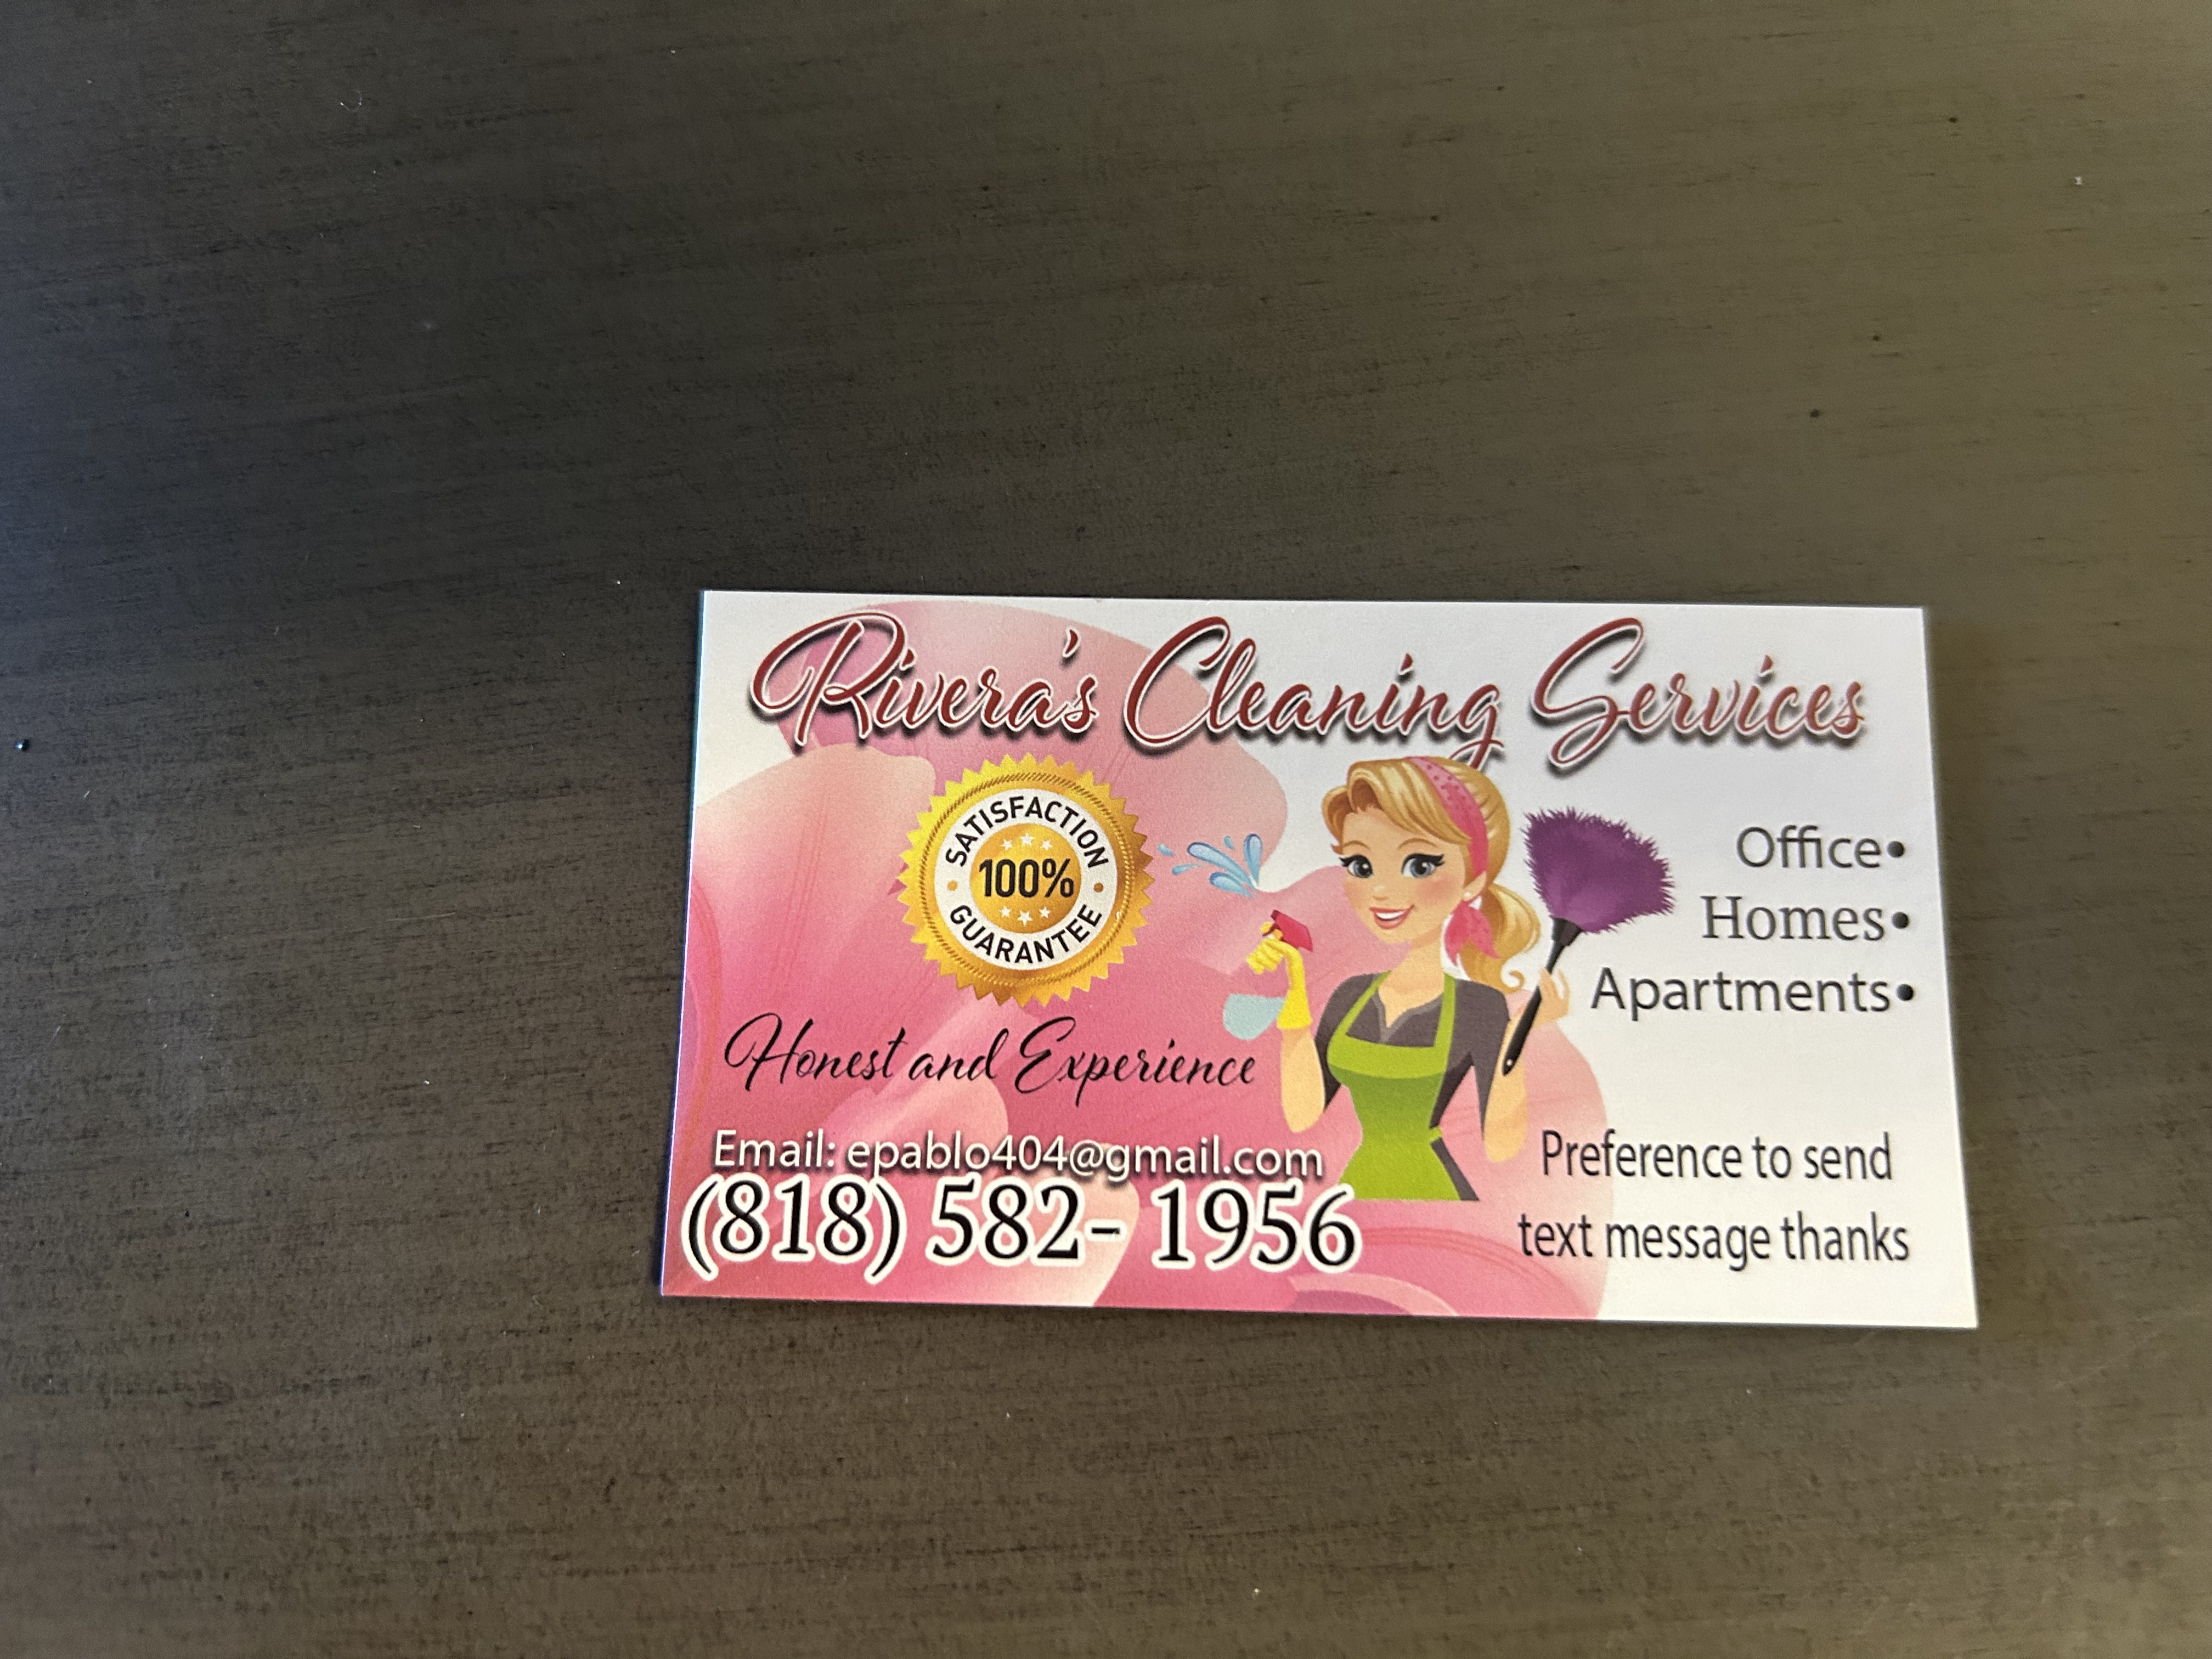 Rivera's Cleaning Services
SATISFACTION
100%
GUARANTEE
Office•
Homes•
Apartments•
Honest and Experience
Email: epablo404@gmail.com
(818) 582- 1956
Preference to send
text message thanks